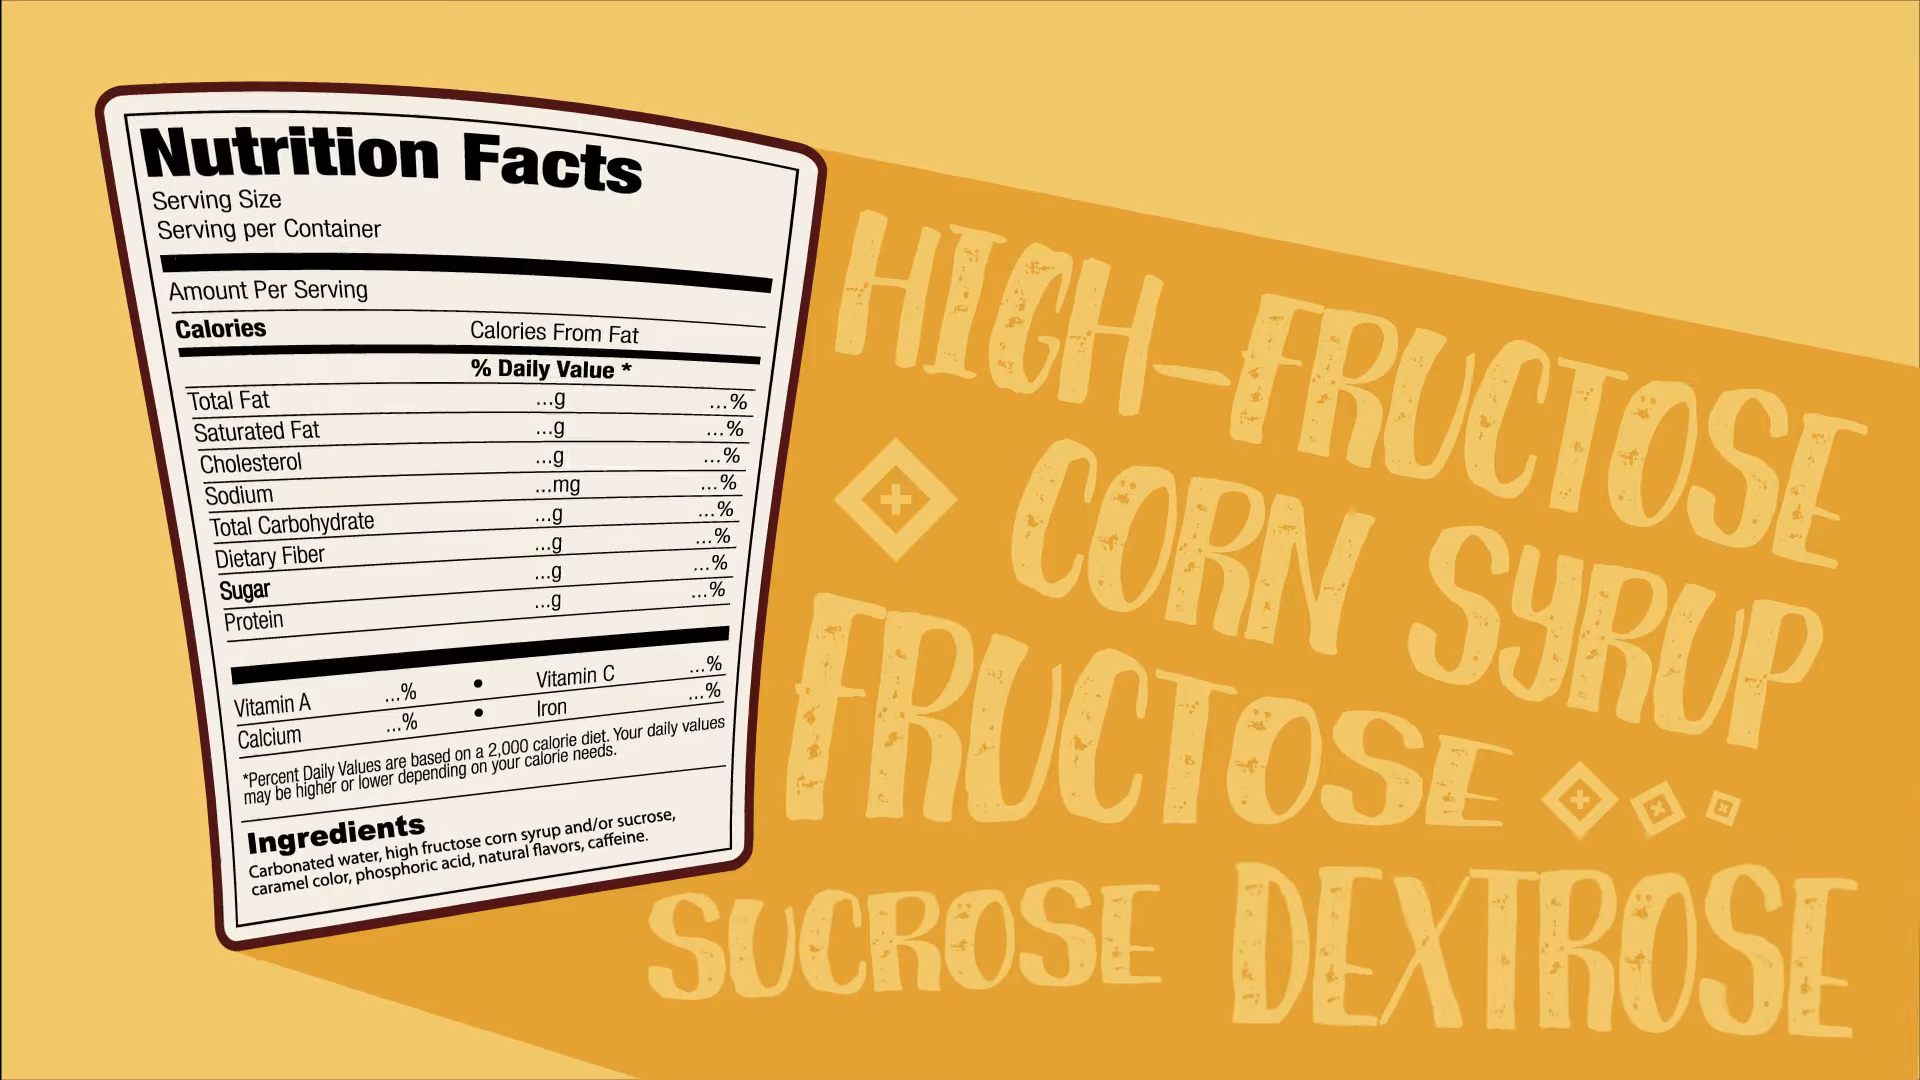 Nutrition Facts
Serving Size
Serving per Container
Amount Per Serving
Calories Calories From Fat
% Daily Value *
Total Fat ...g ...%
Saturated Fat ...g ...%
Cholesterol ...g ...%
Sodium ...mg ...%
Total Carbohydrate ...g ...%
Dietary Fiber ...g ...%
Sugar ...g ...%
Protein ...g ...%
Vitamin A ...% • Vitamin C ...%
Calcium ...% • Iron ...%
*Percent Daily Values are based on a 2,000 calorie diet. Your daily values
may be higher or lower depending on your calorie needs.
Ingredients
Carbonated water, high fructose corn syrup and/or sucrose,
caramel color, phosphoric acid, natural flavors, caffeine.
HIGH-FRUCTOSE
CORN SYRUP
FRUCTOSE
SUCROSE DEXTROSE